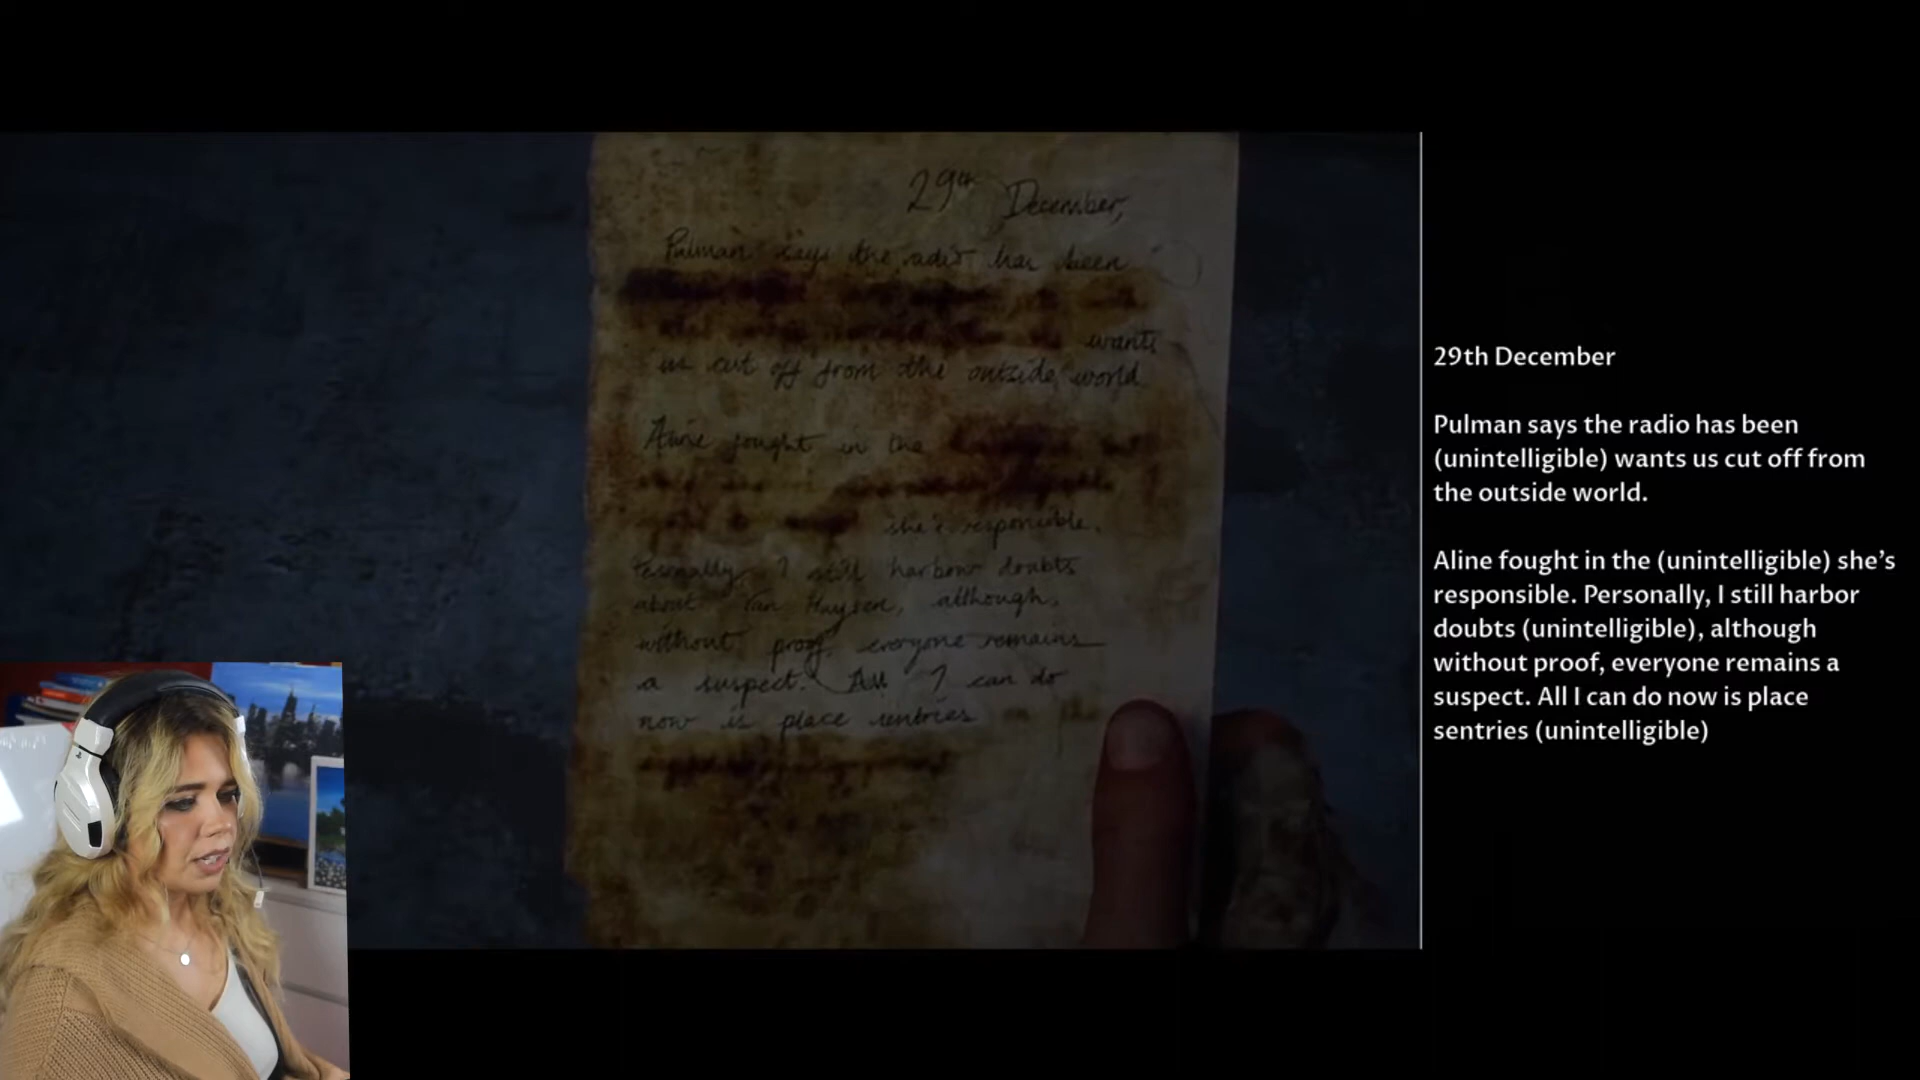 29th December,
Pulman says the radio has been
wants
us cut off from the outside world
Aline fought in the
she's responsible.
Personally, I still harbour doubts
about Van Huysen, although,
without proof, everyone remains
a suspect. All I can do
now is place sentries on the
29th December
Pulman says the radio has been
(unintelligible) wants us cut off from
the outside world.
Aline fought in the (unintelligible) she's
responsible. Personally, I still harbor
doubts (unintelligible), although
without proof, everyone remains a
suspect. All I can do now is place
sentries (unintelligible)